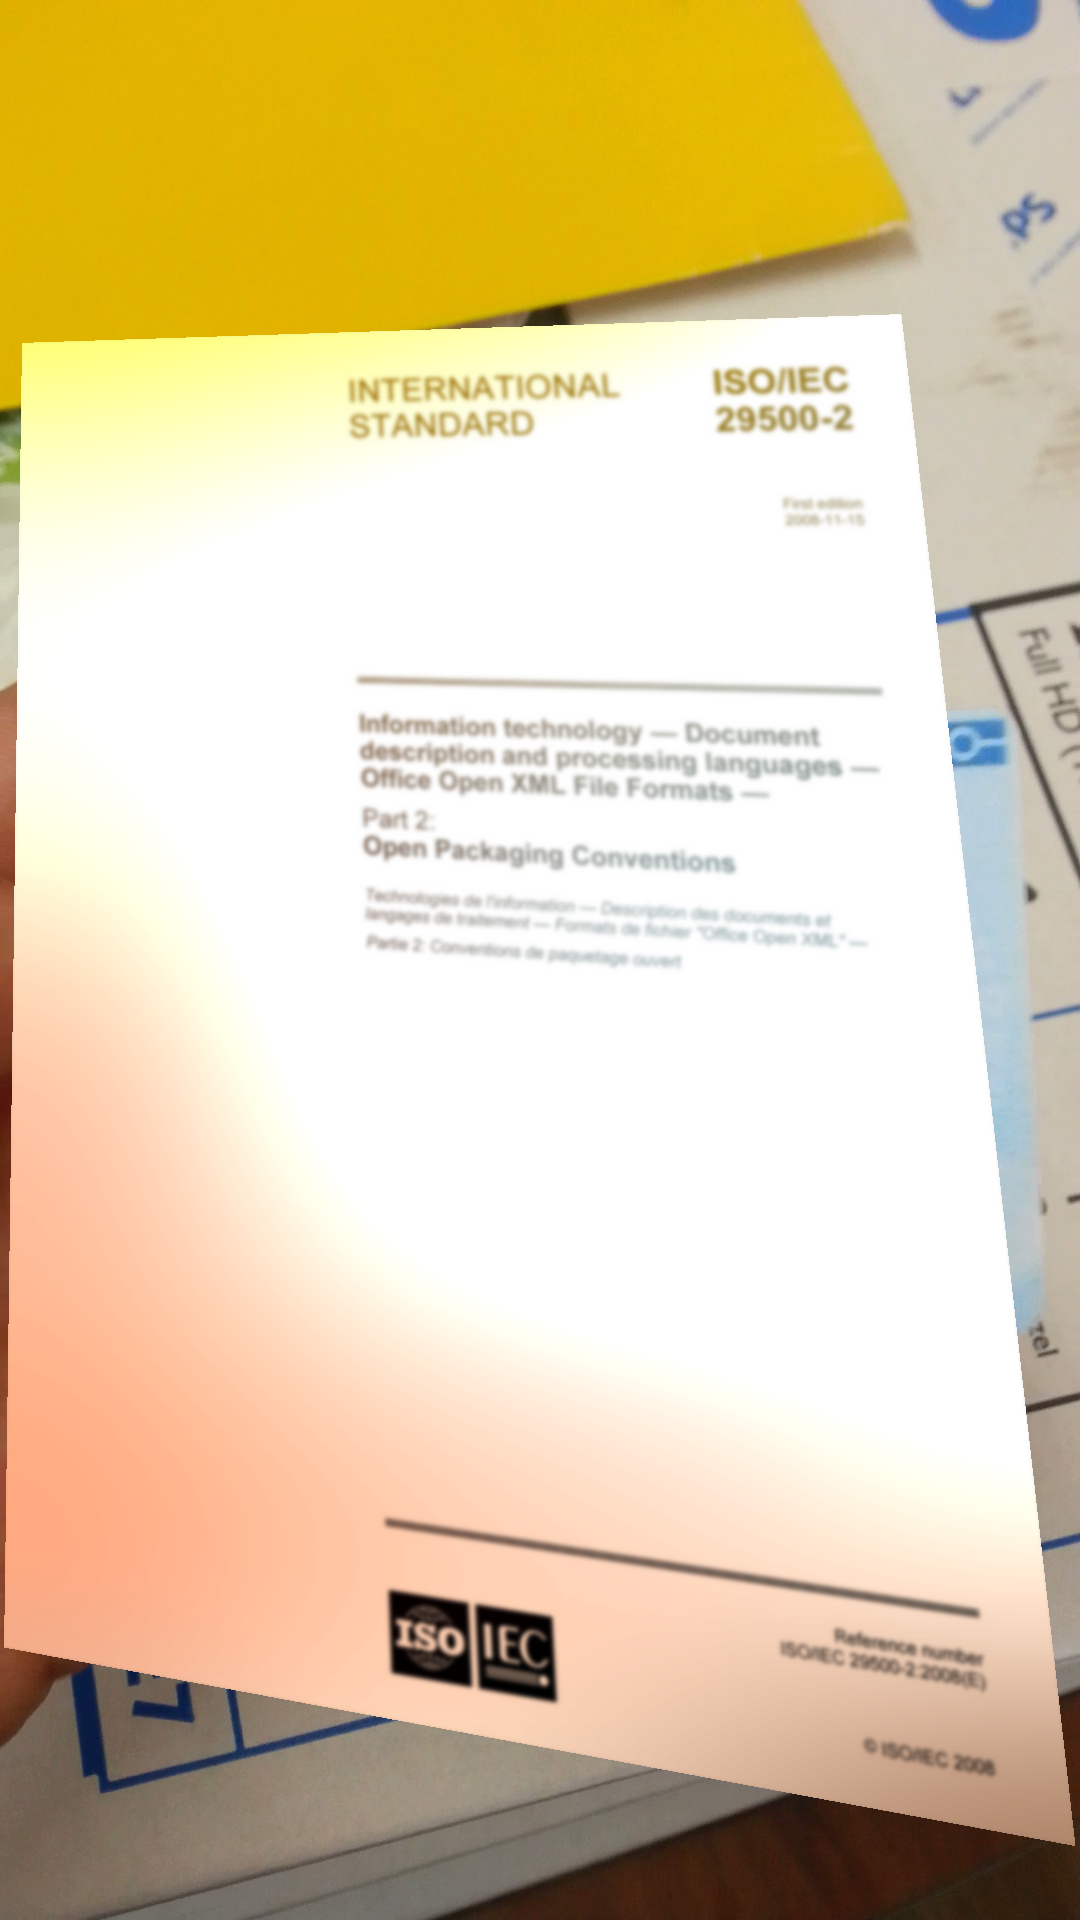 INTERNATIONAL
STANDARD
ISO/IEC
29500-2
First edition
2008-11-15
Information technology — Document
description and processing languages —
Office Open XML File Formats —
Part 2:
Open Packaging Conventions
Technologies de l'information — Description des documents et
langages de traitement — Formats de fichier "Office Open XML" —
Partie 2: Conventions de paquetage ouvert
Reference number
ISO/IEC 29500-2:2008(E)
ISO IEC
© ISO/IEC 2008
Full HD